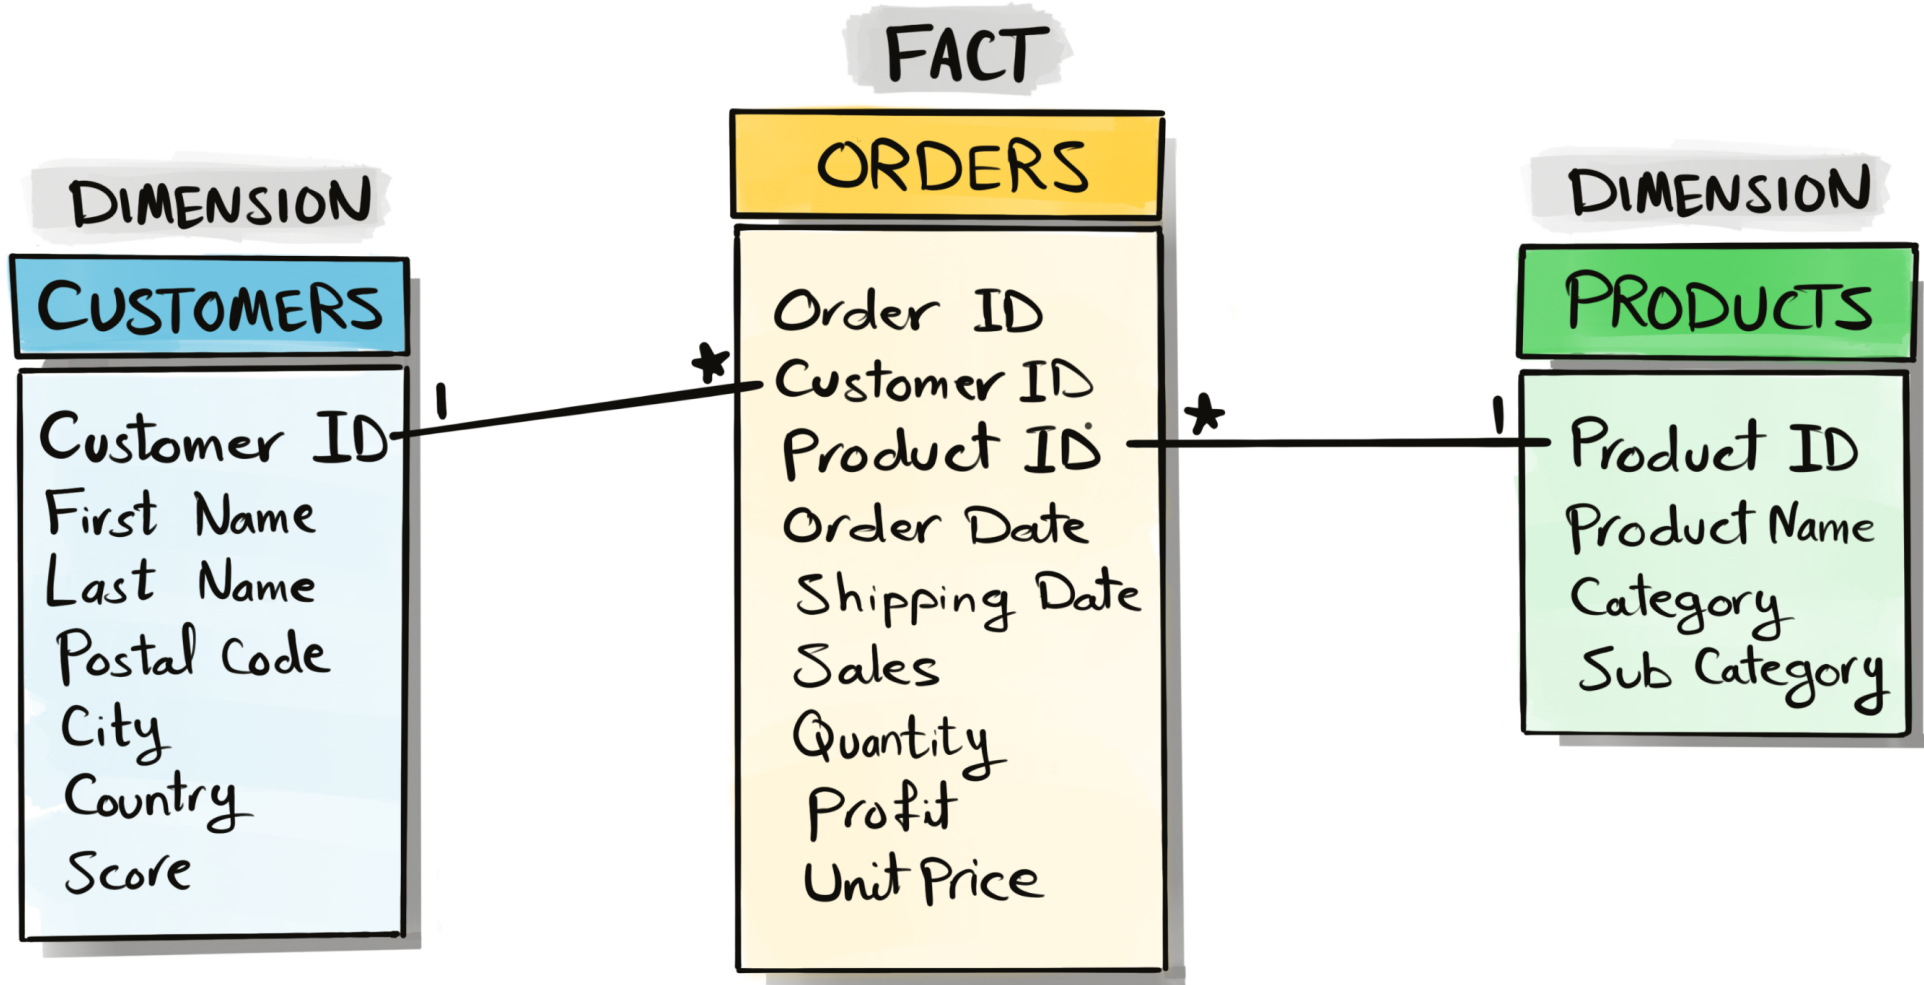 FACT
ORDERS
Order ID
Customer ID
Product ID
Order Date
Shipping Date
Sales
Quantity
Profit
Unit Price
DIMENSION
CUSTOMERS
Customer ID
First Name
Last Name
Postal Code
City
Country
Score
1
*
*
1
DIMENSION
PRODUCTS
Product ID
Product Name
Category
Sub Category